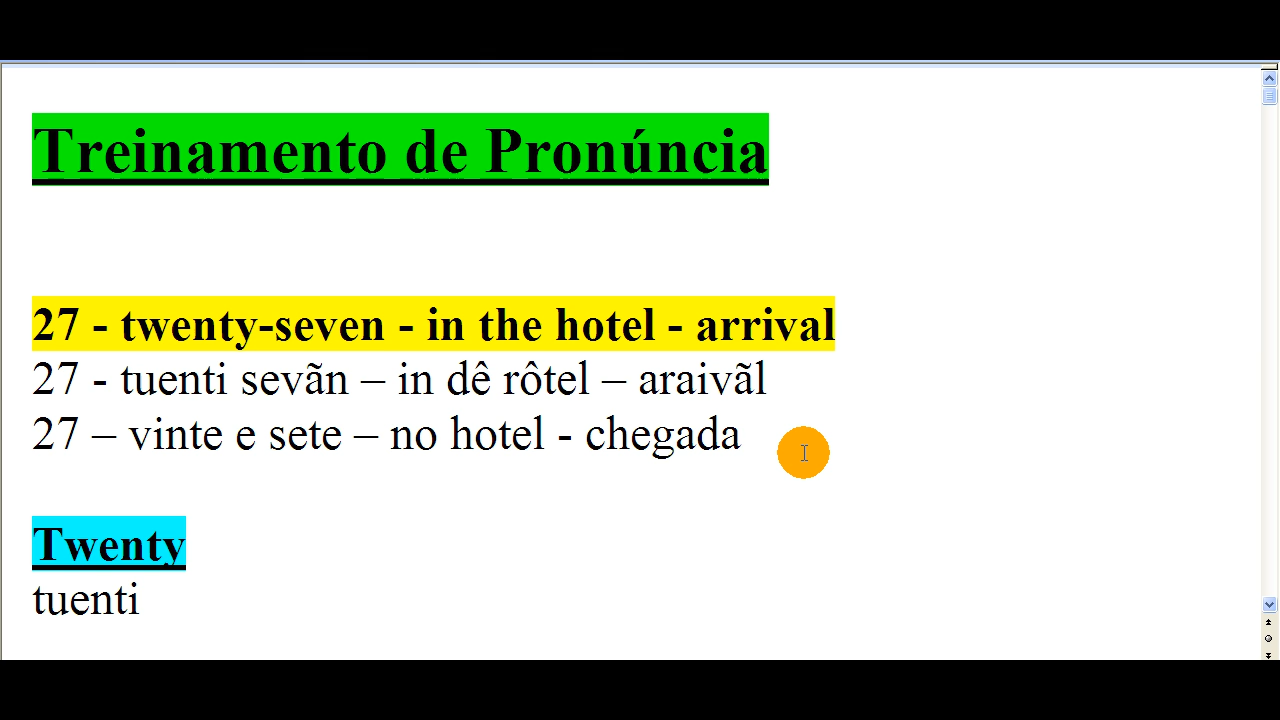 Treinamento de Pronúncia
27 - twenty-seven - in the hotel - arrival
27 - tuenti sevãn – in dê rôtel – araivãl
27 – vinte e sete – no hotel - chegada
Twenty
tuenti